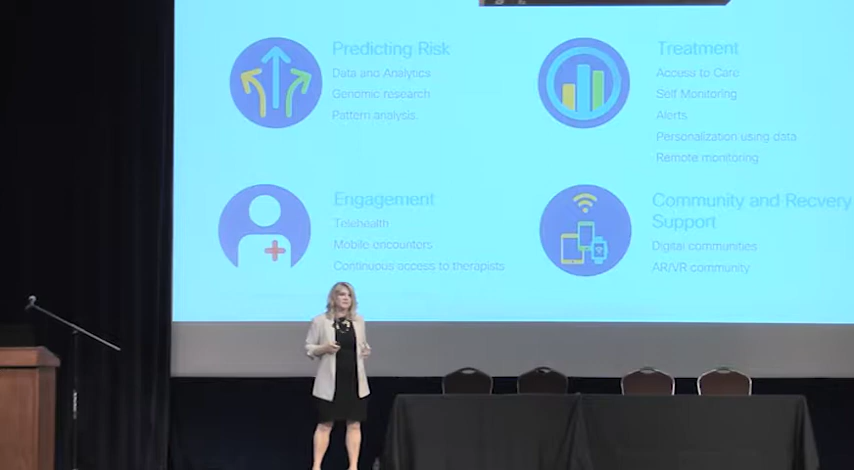 Predicting Risk
Data and Analytics
Genomic research
Pattern analysis.
Treatment
Access to Care
Self Monitoring
Alerts
Personalization using data
Remote monitoring
Engagement
Telehealth
Mobile encounters
Continuous access to therapists
Community and Recvery
Support
Digital communities
AR/VR community